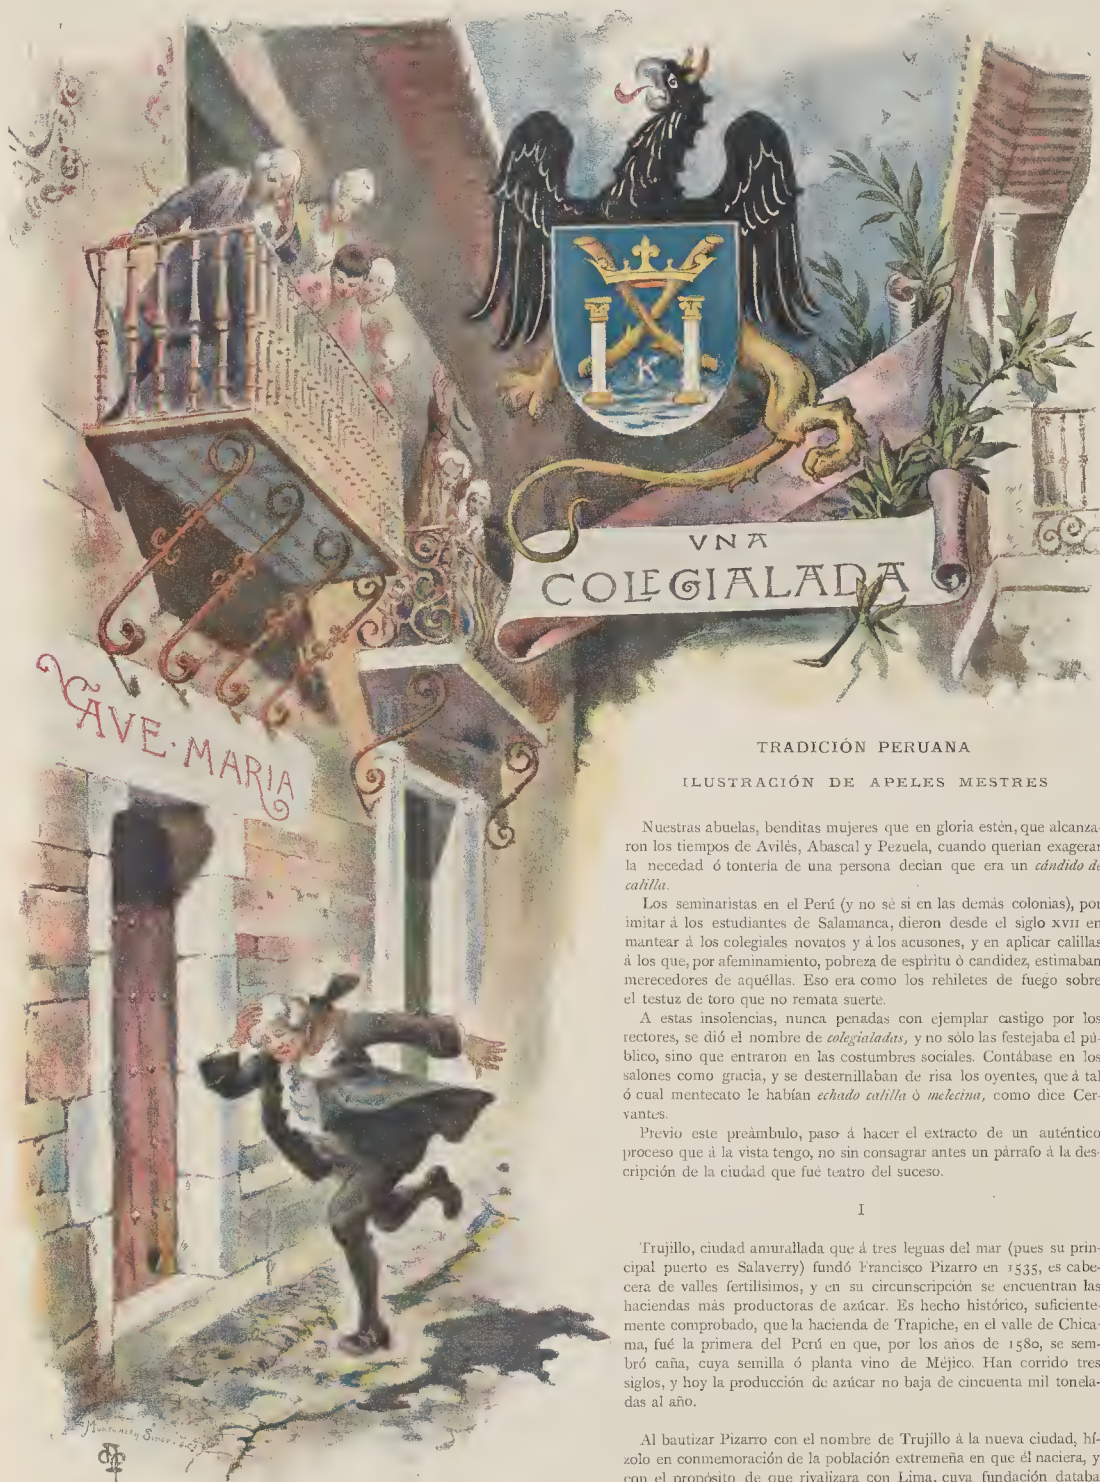 K
VNA
COLEGIALADA
AVE·MARIA
TRADICIÓN PERUANA
ILUSTRACIÓN DE APELES MESTRES
Nuestras abuelas, benditas mujeres que en gloria estén, que alcanza-
ron los tiempos de Avilés, Abascal y Pezuela, cuando querian exagerar
la necedad ó tontería de una persona decian que era un cándido de
calilla.
Los seminaristas en el Perú (y no sé si en las demás colonias), por
imitar á los estudiantes de Salamanca, dieron desde el siglo XVII en
mantear á los colegiales novatos y á los acusones, y en aplicar calillas
á los que, por afeminamiento, pobreza de espíritu ó candidez, estimaban
merecedores de aquéllas. Eso era como los rehiletes de fuego sobre
el testuz de toro que no remata suerte.
A estas insolencias, nunca penadas con ejemplar castigo por los
rectores, se dió el nombre de colegialadas, y no sólo las festejaba el pú-
blico, sino que entraron en las costumbres sociales. Contábase en los
salones como gracia, y se desternillaban de risa los oyentes, que á tal
ó cual mentecato le habían echado calilla ó melecina, como dice Cer-
vantes.
Previo este preámbulo, paso á hacer el extracto de un auténtico
proceso que á la vista tengo, no sin consagrar antes un párrafo á la des-
cripción de la ciudad que fué teatro del suceso.
I
Trujillo, ciudad amurallada que á tres leguas del mar (pues su prin-
cipal puerto es Salaverry) fundó Francisco Pizarro en 1535, es cabe-
cera de valles fertilisimos, y en su circunscripción se encuentran las
haciendas más productoras de azúcar. Es hecho histórico, suficiente-
mente comprobado, que la hacienda de Trapiche, en el valle de Chica-
ma, fué la primera del Perú en que, por los años de 1580, se sem-
bró caña, cuya semilla ó planta vino de Méjico. Han corrido tres
siglos, y hoy la producción de azúcar no baja de cincuenta mil tonela-
das al año.
Al bautizar Pizarro con el nombre de Trujillo á la nueva ciudad, hí-
zolo en conmemoración de la población extremeña en que él naciera, y
con el propósito de que rivalizara con Lima, cuya fundación databa